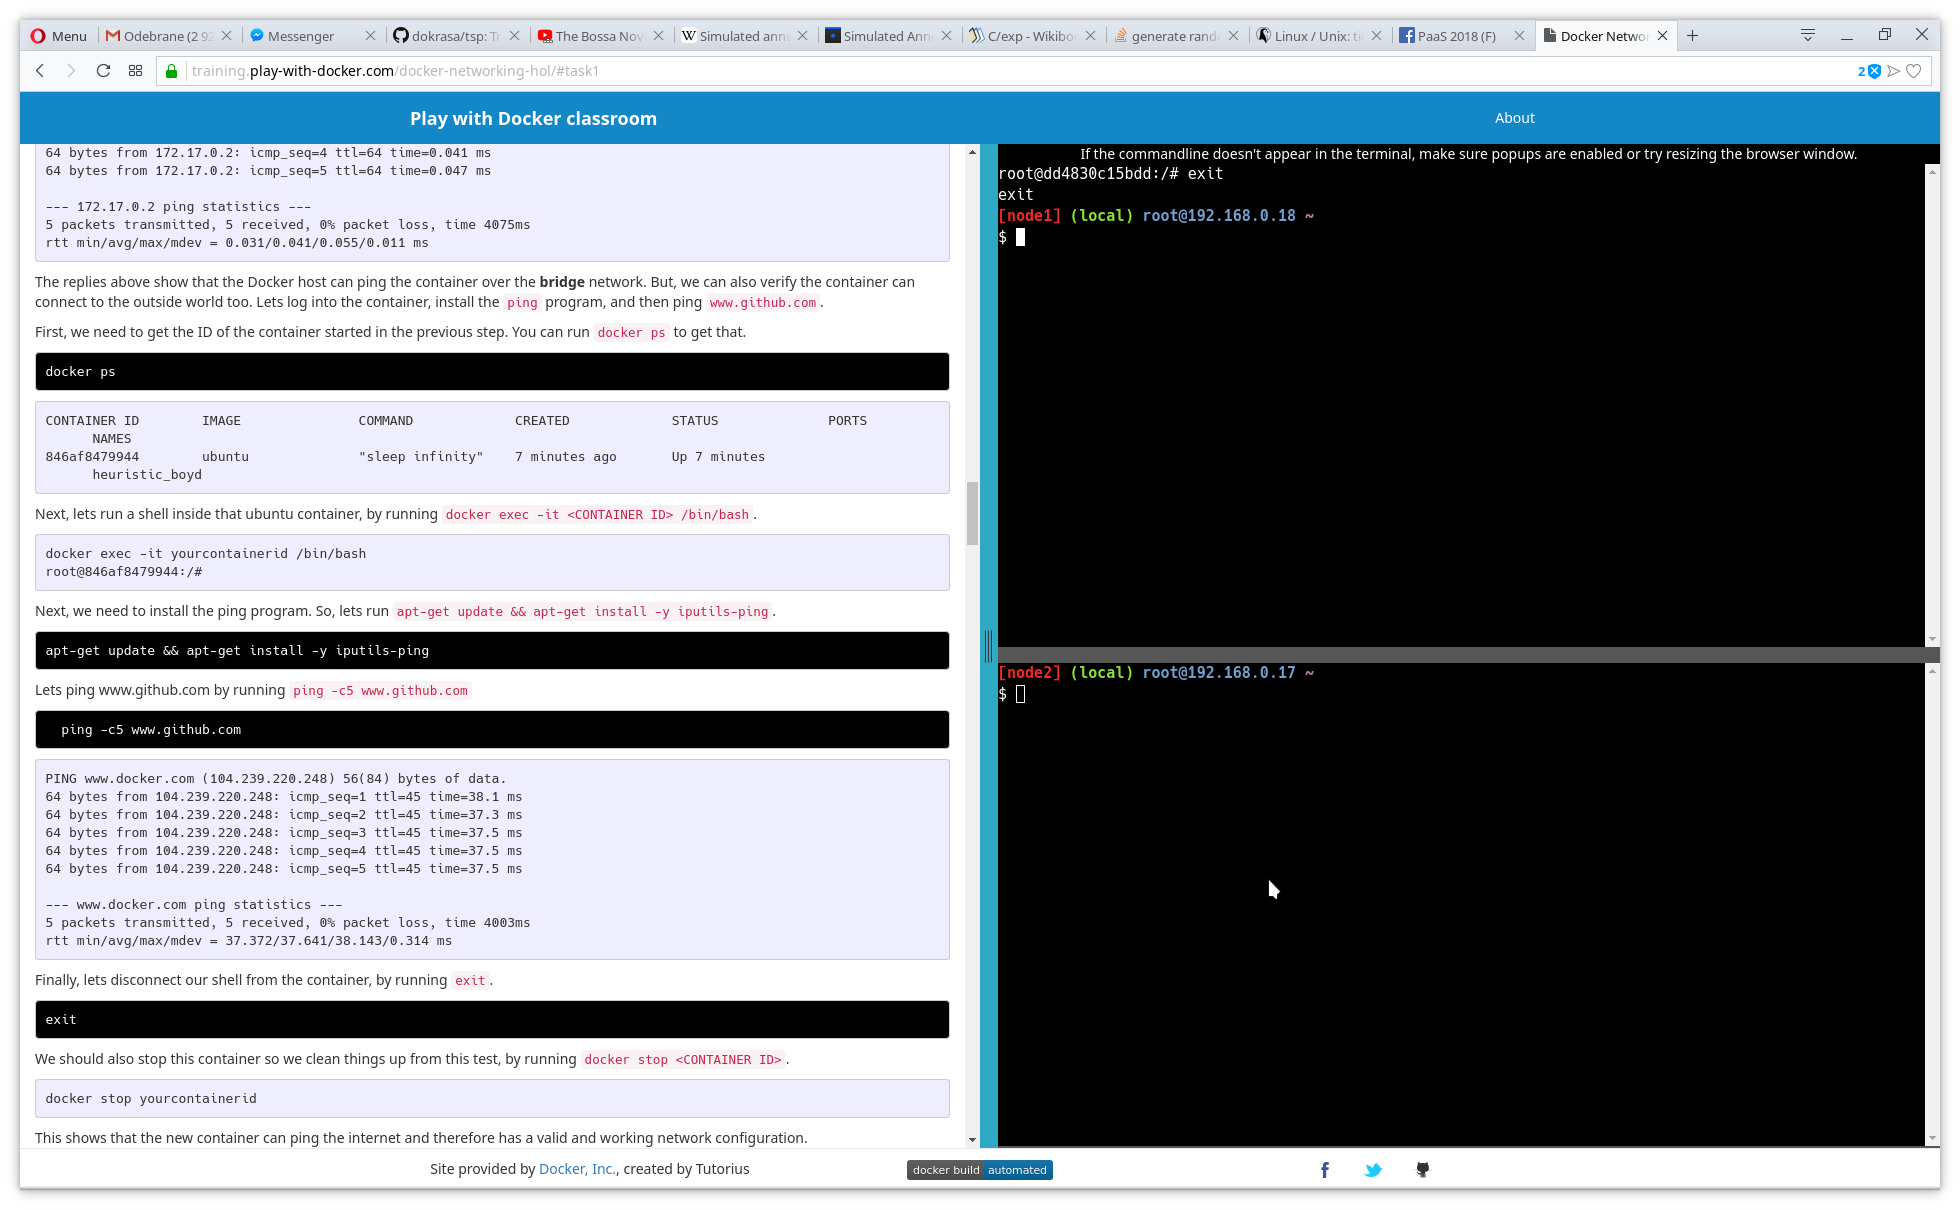 Menu
Odebrane (2 92
Messenger
dokrasa/tsp: Tr
The Bossa Nov
Simulated anne
Simulated Ann
C/exp - Wikibo
generate rand
Linux / Unix: ti
PaaS 2018 (F)
Docker Networ
training.play-with-docker.com/docker-networking-hol/#task1
2
Play with Docker classroom
About
64 bytes from 172.17.0.2: icmp_seq=4 ttl=64 time=0.041 ms
64 bytes from 172.17.0.2: icmp_seq=5 ttl=64 time=0.047 ms
--- 172.17.0.2 ping statistics ---
5 packets transmitted, 5 received, 0% packet loss, time 4075ms
rtt min/avg/max/mdev = 0.031/0.041/0.055/0.011 ms
The replies above show that the Docker host can ping the container over the bridge network. But, we can also verify the container can
connect to the outside world too. Lets log into the container, install the ping program, and then ping www.github.com.
First, we need to get the ID of the container started in the previous step. You can run docker ps to get that.
docker ps
CONTAINER ID        IMAGE               COMMAND             CREATED             STATUS              PORTS
      NAMES
846af8479944        ubuntu              "sleep infinity"    7 minutes ago       Up 7 minutes
      heuristic_boyd
Next, lets run a shell inside that ubuntu container, by running docker exec -it <CONTAINER ID> /bin/bash.
docker exec -it yourcontainerid /bin/bash
root@846af8479944:/#
Next, we need to install the ping program. So, lets run apt-get update && apt-get install -y iputils-ping.
apt-get update && apt-get install -y iputils-ping
Lets ping www.github.com by running ping -c5 www.github.com
ping -c5 www.github.com
PING www.docker.com (104.239.220.248) 56(84) bytes of data.
64 bytes from 104.239.220.248: icmp_seq=1 ttl=45 time=38.1 ms
64 bytes from 104.239.220.248: icmp_seq=2 ttl=45 time=37.3 ms
64 bytes from 104.239.220.248: icmp_seq=3 ttl=45 time=37.5 ms
64 bytes from 104.239.220.248: icmp_seq=4 ttl=45 time=37.5 ms
64 bytes from 104.239.220.248: icmp_seq=5 ttl=45 time=37.5 ms
--- www.docker.com ping statistics ---
5 packets transmitted, 5 received, 0% packet loss, time 4003ms
rtt min/avg/max/mdev = 37.372/37.641/38.143/0.314 ms
Finally, lets disconnect our shell from the container, by running exit.
exit
We should also stop this container so we clean things up from this test, by running docker stop <CONTAINER ID>.
docker stop yourcontainerid
This shows that the new container can ping the internet and therefore has a valid and working network configuration.
If the commandline doesn't appear in the terminal, make sure popups are enabled or try resizing the browser window.
root@dd4830c15bdd:/# exit
exit
[node1] (local) root@192.168.0.18 ~
$
[node2] (local) root@192.168.0.17 ~
$
Site provided by Docker, Inc., created by Tutorius
docker build automated